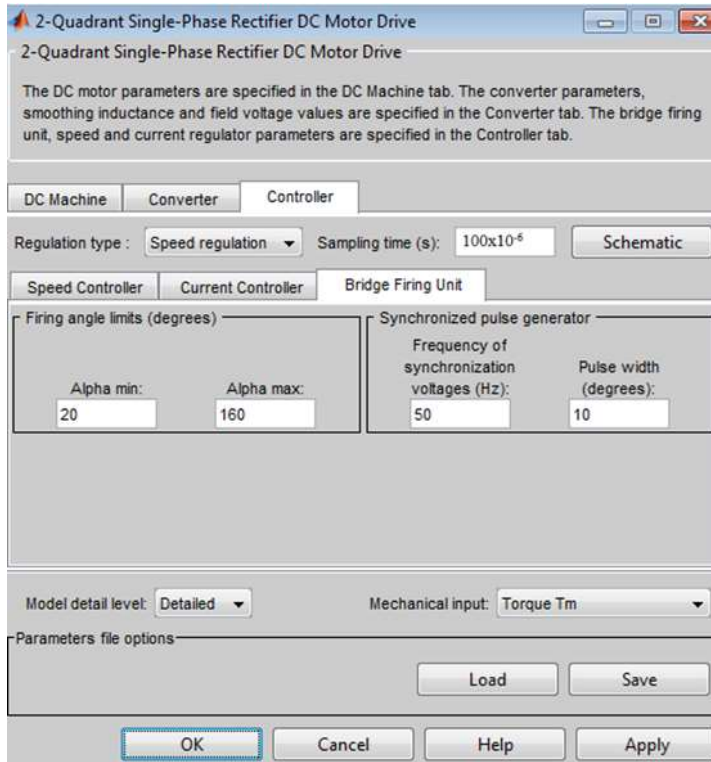 2-Quadrant Single-Phase Rectifier DC Motor Drive
2-Quadrant Single-Phase Rectifier DC Motor Drive
The DC motor parameters are specified in the DC Machine tab. The converter parameters,
smoothing inductance and field voltage values are specified in the Converter tab. The bridge firing
unit, speed and current regulator parameters are specified in the Controller tab.
DC Machine Converter Controller
Regulation type : Speed regulation Sampling time (s): 100x10⁻⁶ Schematic
Speed Controller Current Controller Bridge Firing Unit
Firing angle limits (degrees)
Alpha min: Alpha max:
20 160
Synchronized pulse generator
Frequency of
synchronization
voltages (Hz):
50
Pulse width
(degrees):
10
Model detail level: Detailed Mechanical input: Torque Tm
Parameters file options
Load Save
OK Cancel Help Apply